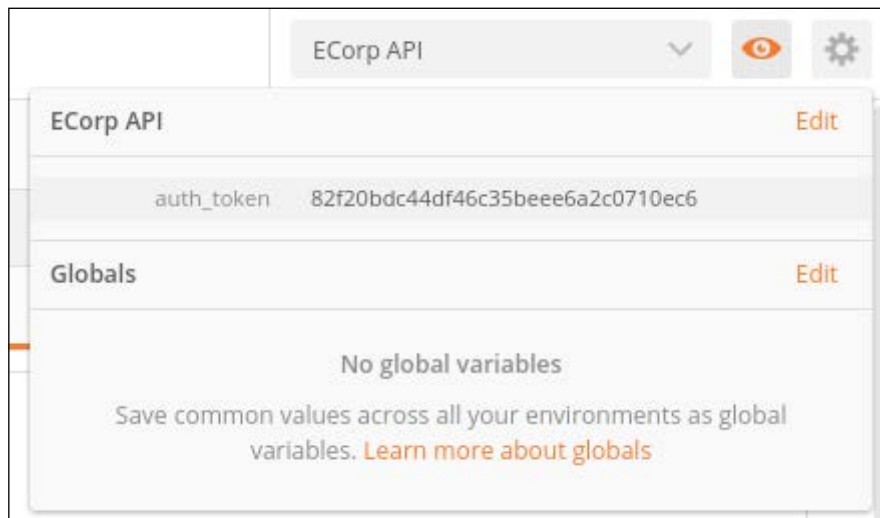 ECorp API
ECorp API Edit
auth_token 82f20bdc44df46c35beee6a2c0710ec6
Globals Edit
No global variables
Save common values across all your environments as global
variables. Learn more about globals